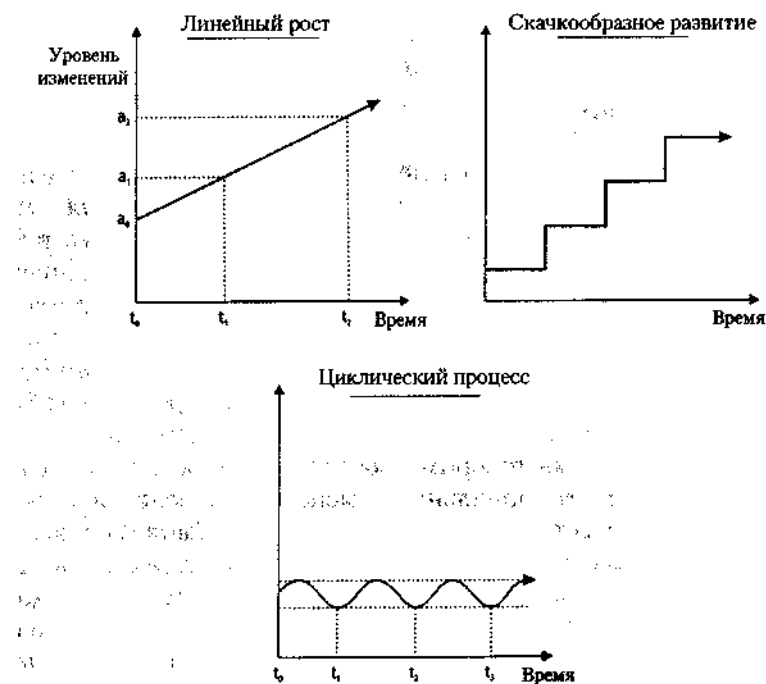 Линейный рост
Уровень
изменений
a₂
a₁
a₀
t₀ t₁ t₂ Время
Скачкообразное развитие
Время
Циклический процесс
t₀ t₁ t₂ t₃ Время